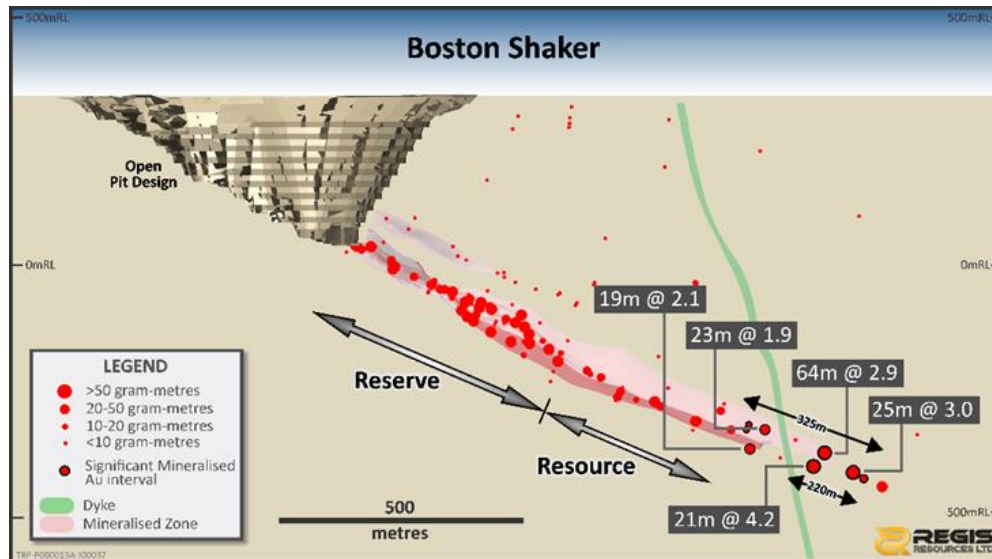 500mRL
500mRL
Boston Shaker
Open
Pit Design
0mRL
0mRL
19m @ 2.1
23m @ 1.9
64m @ 2.9
25m @ 3.0
325m
220m
21m @ 4.2
Reserve
Resource
LEGEND
>50 gram-metres
20-50 gram-metres
10-20 gram-metres
<10 gram-metres
Significant Mineralised
Au interval
Dyke
Mineralised Zone
500
metres
500mRL
REGIS
RESOURCES LTD